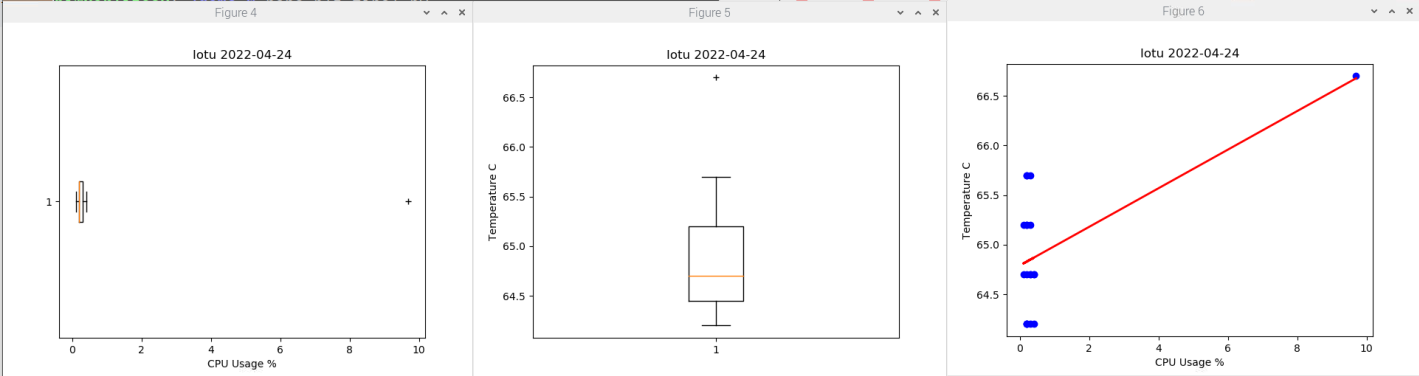 Figure 4
Iotu 2022-04-24
1
0 2 4 6 8 10
CPU Usage %
Figure 5
Iotu 2022-04-24
66.5
66.0
65.5
65.0
64.5
Temperature C
1
Figure 6
Iotu 2022-04-24
66.5
66.0
65.5
65.0
64.5
Temperature C
0 2 4 6 8 10
CPU Usage %